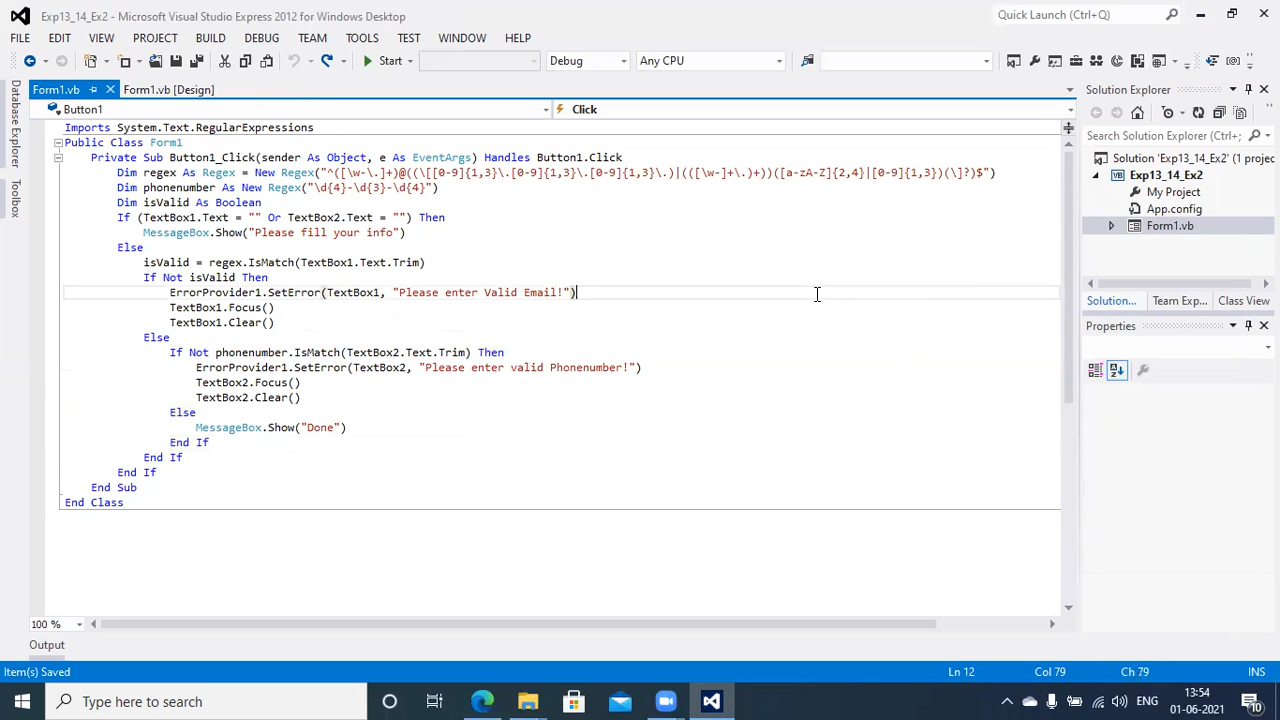 Exp13_14_Ex2 - Microsoft Visual Studio Express 2012 for Windows Desktop
Quick Launch (Ctrl+Q)
FILE EDIT VIEW PROJECT BUILD DEBUG TEAM TOOLS TEST WINDOW HELP
Start Debug Any CPU
Form1.vb Form1.vb [Design]
Button1 Click
Database Explorer
Toolbox
Imports System.Text.RegularExpressions
Public Class Form1
Private Sub Button1_Click(sender As Object, e As EventArgs) Handles Button1.Click
Dim regex As Regex = New Regex("^([\w-\.]+)@((\[[0-9]{1,3}\.[0-9]{1,3}\.[0-9]{1,3}\.)|(([\w-]+\.)+))([a-zA-Z]{2,4}|[0-9]{1,3})(\]?)$")
Dim phonenumber As New Regex("\d{4}-\d{3}-\d{4}")
Dim isValid As Boolean
If (TextBox1.Text = "" Or TextBox2.Text = "") Then
MessageBox.Show("Please fill your info")
Else
isValid = regex.IsMatch(TextBox1.Text.Trim)
If Not isValid Then
ErrorProvider1.SetError(TextBox1, "Please enter Valid Email!")
TextBox1.Focus()
TextBox1.Clear()
Else
If Not phonenumber.IsMatch(TextBox2.Text.Trim) Then
ErrorProvider1.SetError(TextBox2, "Please enter valid Phonenumber!")
TextBox2.Focus()
TextBox2.Clear()
Else
MessageBox.Show("Done")
End If
End If
End If
End Sub
End Class
100 %
Output
Solution Explorer
Search Solution Explorer (Ctrl+;)
Solution 'Exp13_14_Ex2' (1 projec
Exp13_14_Ex2
My Project
App.config
Form1.vb
Solution... Team Exp... Class View
Properties
Item(s) Saved Ln 12 Col 79 Ch 79 INS
Type here to search
ENG
13:54
01-06-2021
10